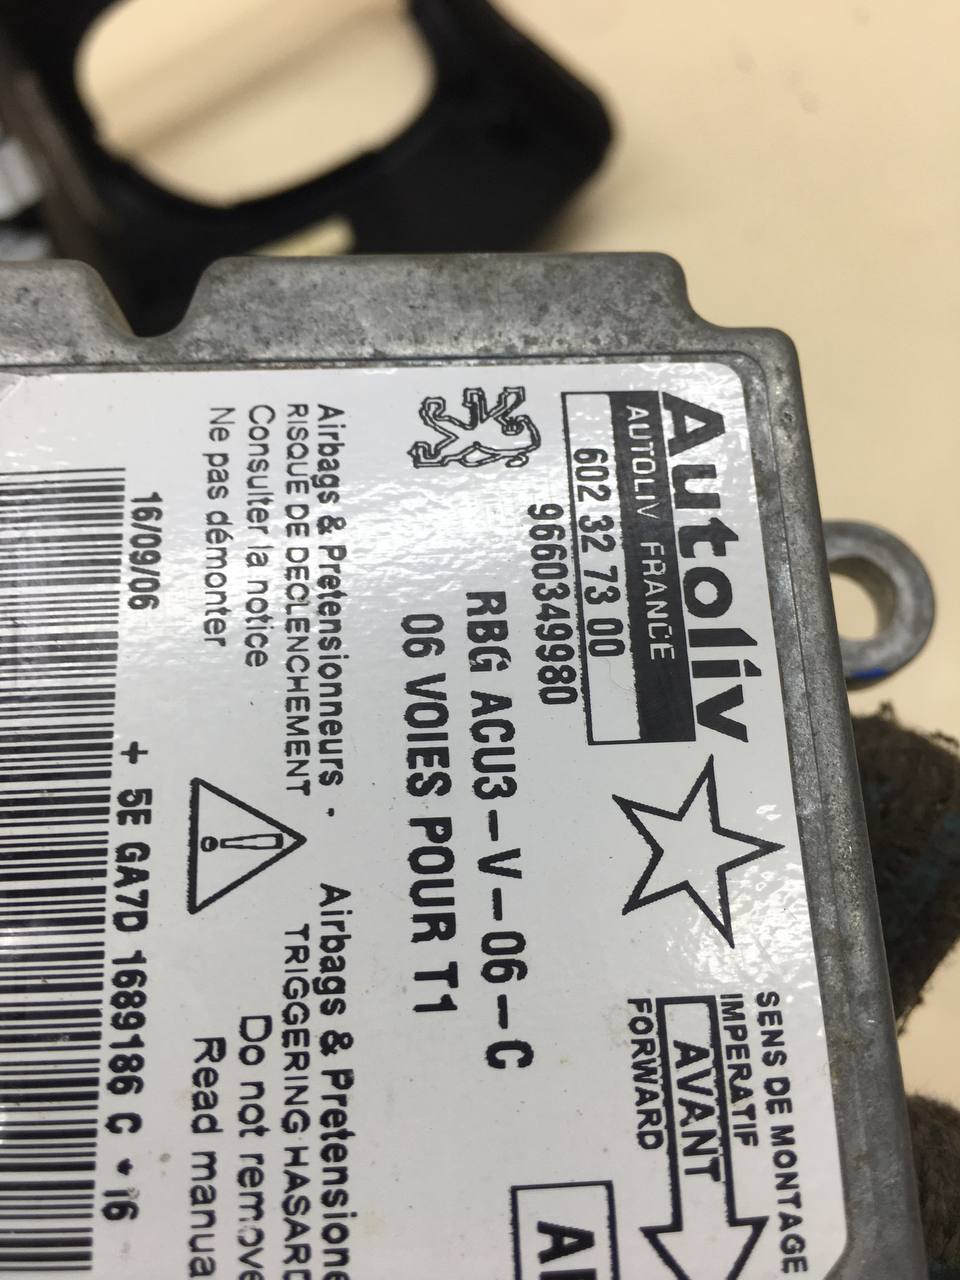 Autoliv
AUTOLIV FRANCE
602 32 73 00
9660349980
RBG ACU3-V-06-C
06 VOIES POUR T1
SENS DE MONTAGE
IMPERATIF
AVANT
FORWARD
Airbags & Pretensionneurs -
RISQUE DE DECLENCHEMENT
Consulter la notice
Ne pas démonter
Airbags & Pretensione
TRIGGERING HASARD
Do not remove
Read manua
16/09/06
+ 5E GA7D 1689186 C * 16